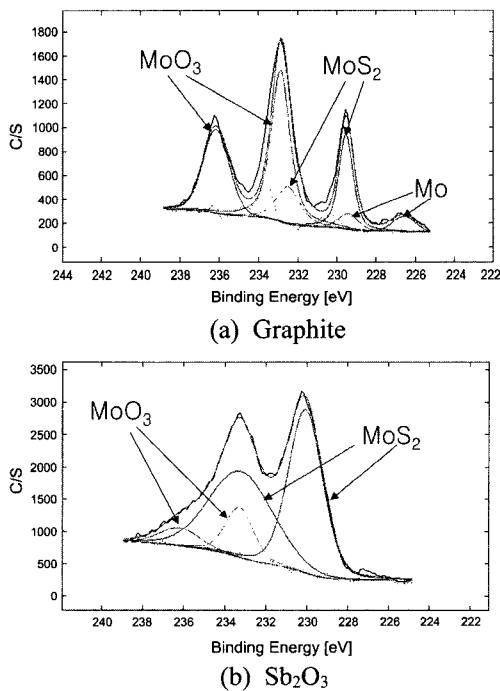 1800
1600
1400
1200
1000
800
600
400
200
0
C/S
MoO3
MoS2
Mo
244 242 240 238 236 234 232 230 228 226 224 222
Binding Energy [eV]
(a) Graphite
3500
3000
2500
2000
1500
1000
500
0
C/S
MoO3
MoS2
240 238 236 234 232 230 228 226 224 222
Binding Energy [eV]
(b) Sb2O3